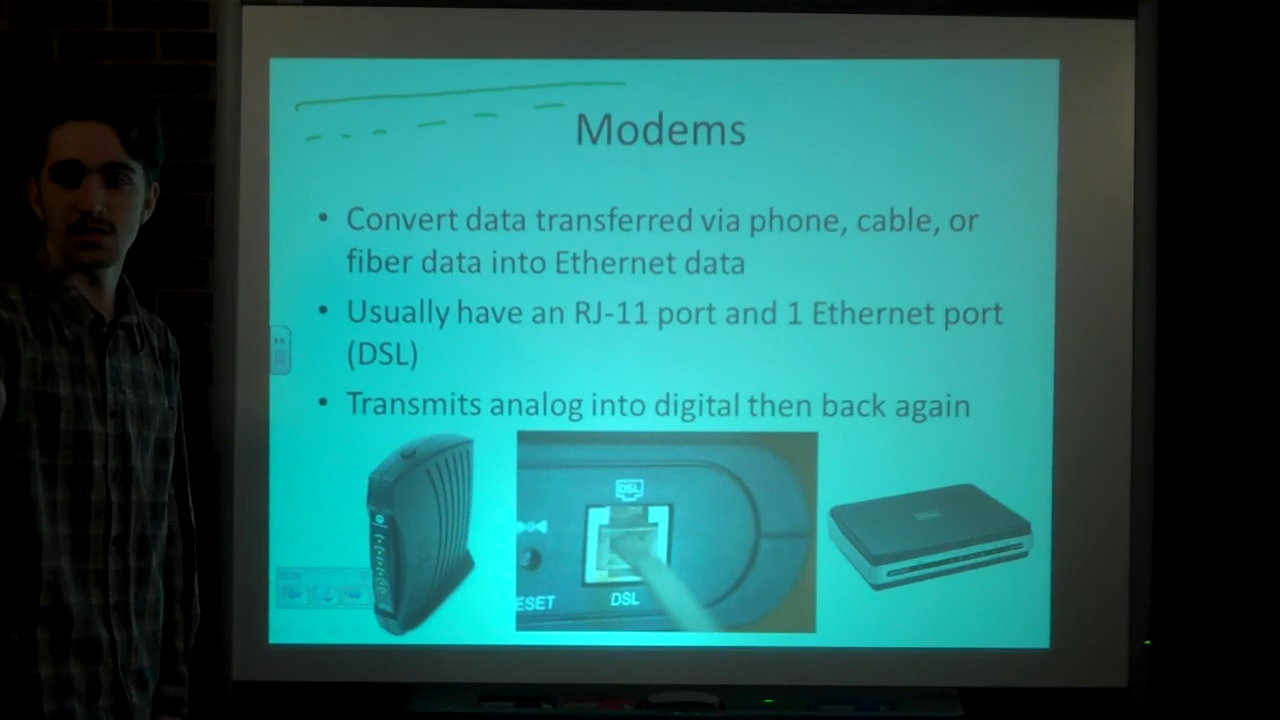 Modems
• Convert data transferred via phone, cable, or
fiber data into Ethernet data
• Usually have an RJ-11 port and 1 Ethernet port
(DSL)
• Transmits analog into digital then back again
DSL
ESET
DSL